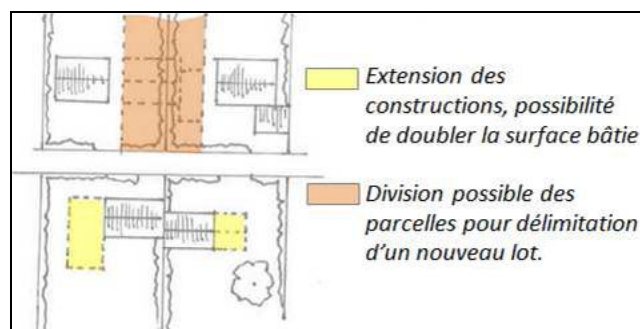 Extension des
constructions, possibilité
de doubler la surface bâtie
Division possible des
parcelles pour délimitation
d'un nouveau lot.